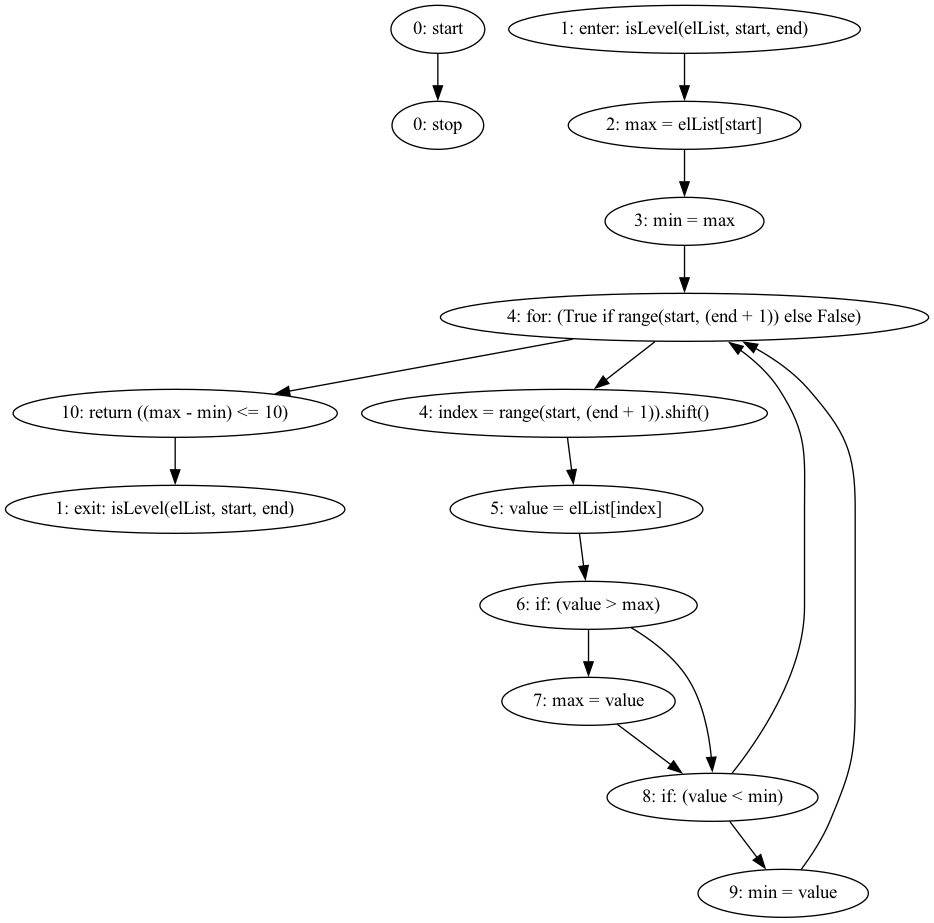 0: start
1: enter: isLevel(elList, start, end)
0: stop
2: max = elList[start]
3: min = max
4: for: (True if range(start, (end + 1)) else False)
10: return ((max - min) <= 10)
4: index = range(start, (end + 1)).shift()
1: exit: isLevel(elList, start, end)
5: value = elList[index]
6: if: (value > max)
7: max = value
8: if: (value < min)
9: min = value